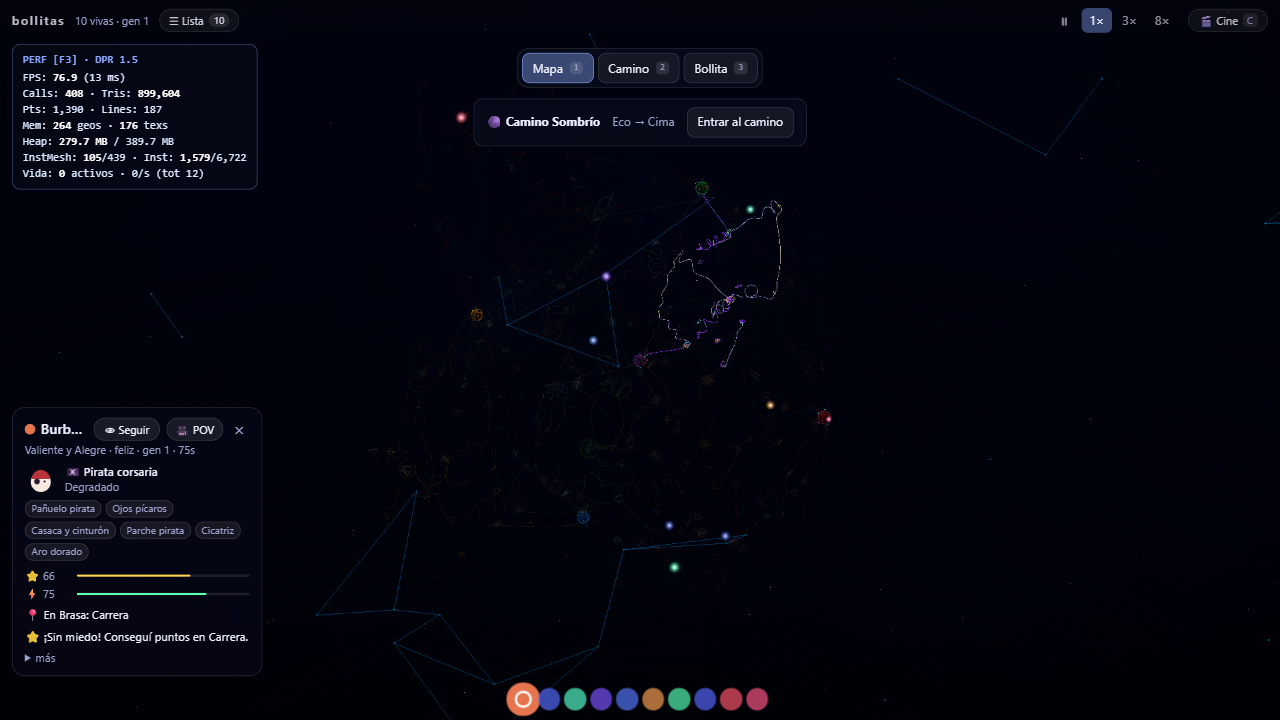 bollitas 10 vivas · gen 1 ☰ Lista 10
1× 3× 8× Cine C
PERF [F3] · DPR 1.5
FPS: 76.9 (13 ms)
Calls: 408 · Tris: 899,604
Pts: 1,390 · Lines: 187
Mem: 264 geos · 176 texs
Heap: 279.7 MB / 389.7 MB
InstMesh: 105/439 · Inst: 1,579/6,722
Vida: 0 activos · 0/s (tot 12)
Mapa 1 Camino 2 Bollita 3
Camino Sombrío Eco → Cima Entrar al camino
Burb... Seguir POV ×
Valiente y Alegre · feliz · gen 1 · 75s
Pirata corsaria
Degradado
Pañuelo pirata Ojos pícaros
Casaca y cinturón Parche pirata Cicatriz
Aro dorado
66
75
En Brasa: Carrera
¡Sin miedo! Conseguí puntos en Carrera.
más